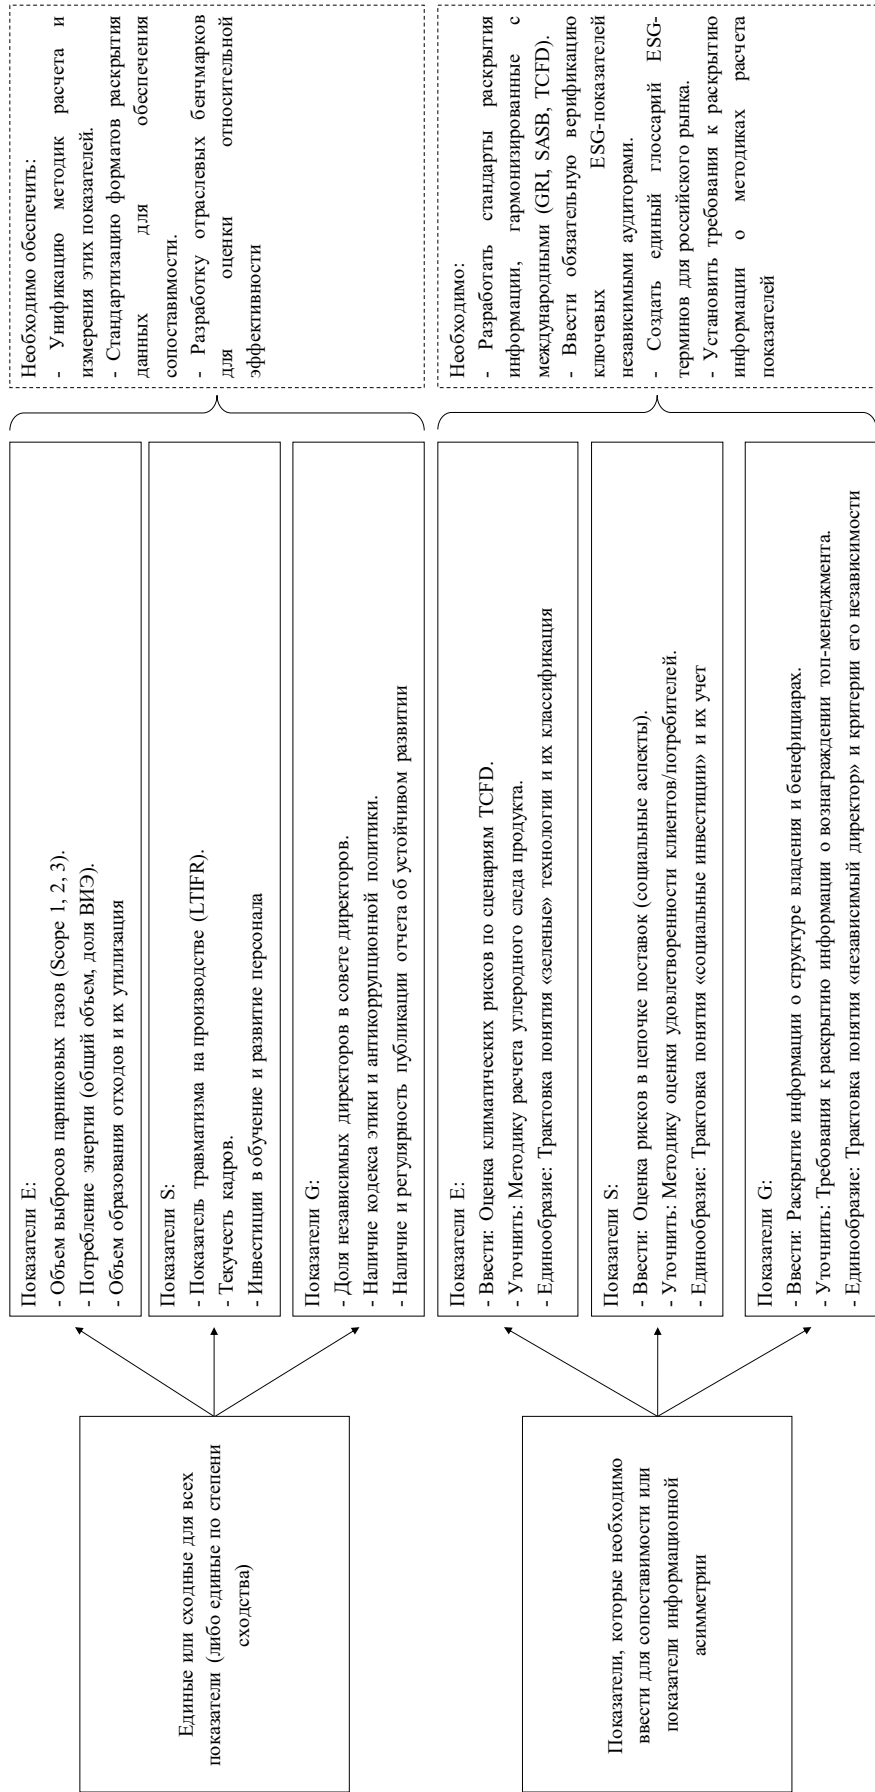 Единые или сходные для всех
показатели (либо единые по степени
сходства)
Показатели E:
- Объем выбросов парниковых газов (Scope 1, 2, 3).
- Потребление энергии (общий объем, доля ВИЭ).
- Объем образования отходов и их утилизация
Показатели S:
- Показатель травматизма на производстве (LTIFR).
- Текучесть кадров.
- Инвестиции в обучение и развитие персонала
Показатели G:
- Доля независимых директоров в совете директоров.
- Наличие кодекса этики и антикоррупционной политики.
- Наличие и регулярность публикации отчета об устойчивом развитии
Необходимо обеспечить:
- Унификацию методик расчета и
измерения этих показателей.
- Стандартизацию форматов раскрытия
данных для обеспечения
сопоставимости.
- Разработку отраслевых бенчмарков
для оценки относительной
эффективности
Показатели, которые необходимо
ввести для сопоставимости или
показатели информационной
асимметрии
Показатели E:
- Ввести: Оценка климатических рисков по сценариям TCFD.
- Уточнить: Методику расчета углеродного следа продукта.
- Единообразие: Трактовка понятия «зеленые» технологии и их классификация
Показатели S:
- Ввести: Оценка рисков в цепочке поставок (социальные аспекты).
- Уточнить: Методику оценки удовлетворенности клиентов/потребителей.
- Единообразие: Трактовка понятия «социальные инвестиции» и их учет
Показатели G:
- Ввести: Раскрытие информации о структуре владения и бенефициарах.
- Уточнить: Требования к раскрытию информации о вознаграждении топ-менеджмента.
- Единообразие: Трактовка понятия «независимый директор» и критерии его независимости
Необходимо:
- Разработать стандарты раскрытия
информации, гармонизированные с
международными (GRI, SASB, TCFD).
- Ввести обязательную верификацию
ключевых ESG-показателей
независимыми аудиторами.
- Создать единый глоссарий ESG-
терминов для российского рынка.
- Установить требования к раскрытию
информации о методиках расчета
показателей